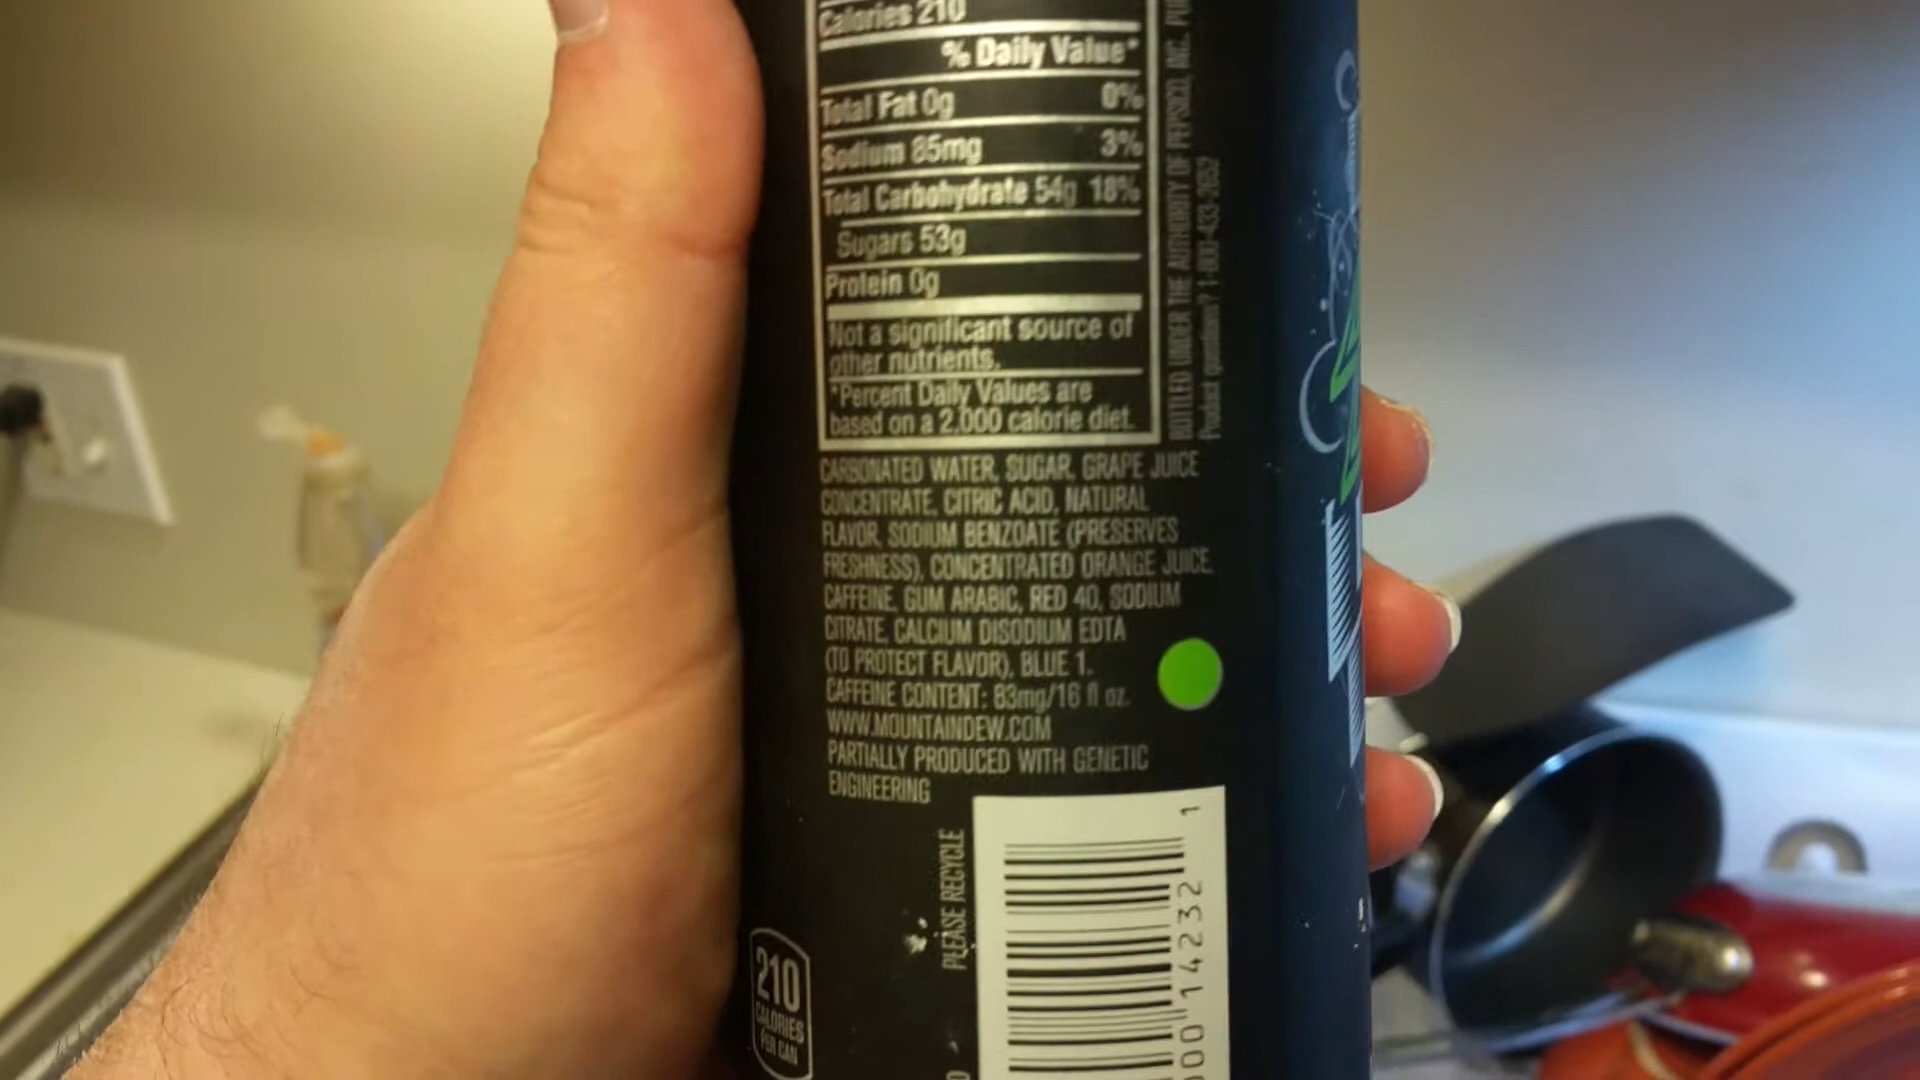 Calories 210
% Daily Value*
Total Fat 0g 0%
Sodium 85mg 3%
Total Carbohydrate 54g 18%
Sugars 53g
Protein 0g
Not a significant source of
other nutrients.
*Percent Daily Values are
based on a 2,000 calorie diet.
BOTTLED UNDER THE AUTHORITY OF PEPSICO, INC.
Product questions? 1-800-433-2652
CARBONATED WATER, SUGAR, GRAPE JUICE
CONCENTRATE, CITRIC ACID, NATURAL
FLAVOR, SODIUM BENZOATE (PRESERVES
FRESHNESS), CONCENTRATED ORANGE JUICE,
CAFFEINE, GUM ARABIC, RED 40, SODIUM
CITRATE, CALCIUM DISODIUM EDTA
(TO PROTECT FLAVOR), BLUE 1.
CAFFEINE CONTENT: 83mg/16 fl oz.
WWW.MOUNTAINDEW.COM
PARTIALLY PRODUCED WITH GENETIC
ENGINEERING
PLEASE RECYCLE
00014232 1
210
CALORIES
PER CAN